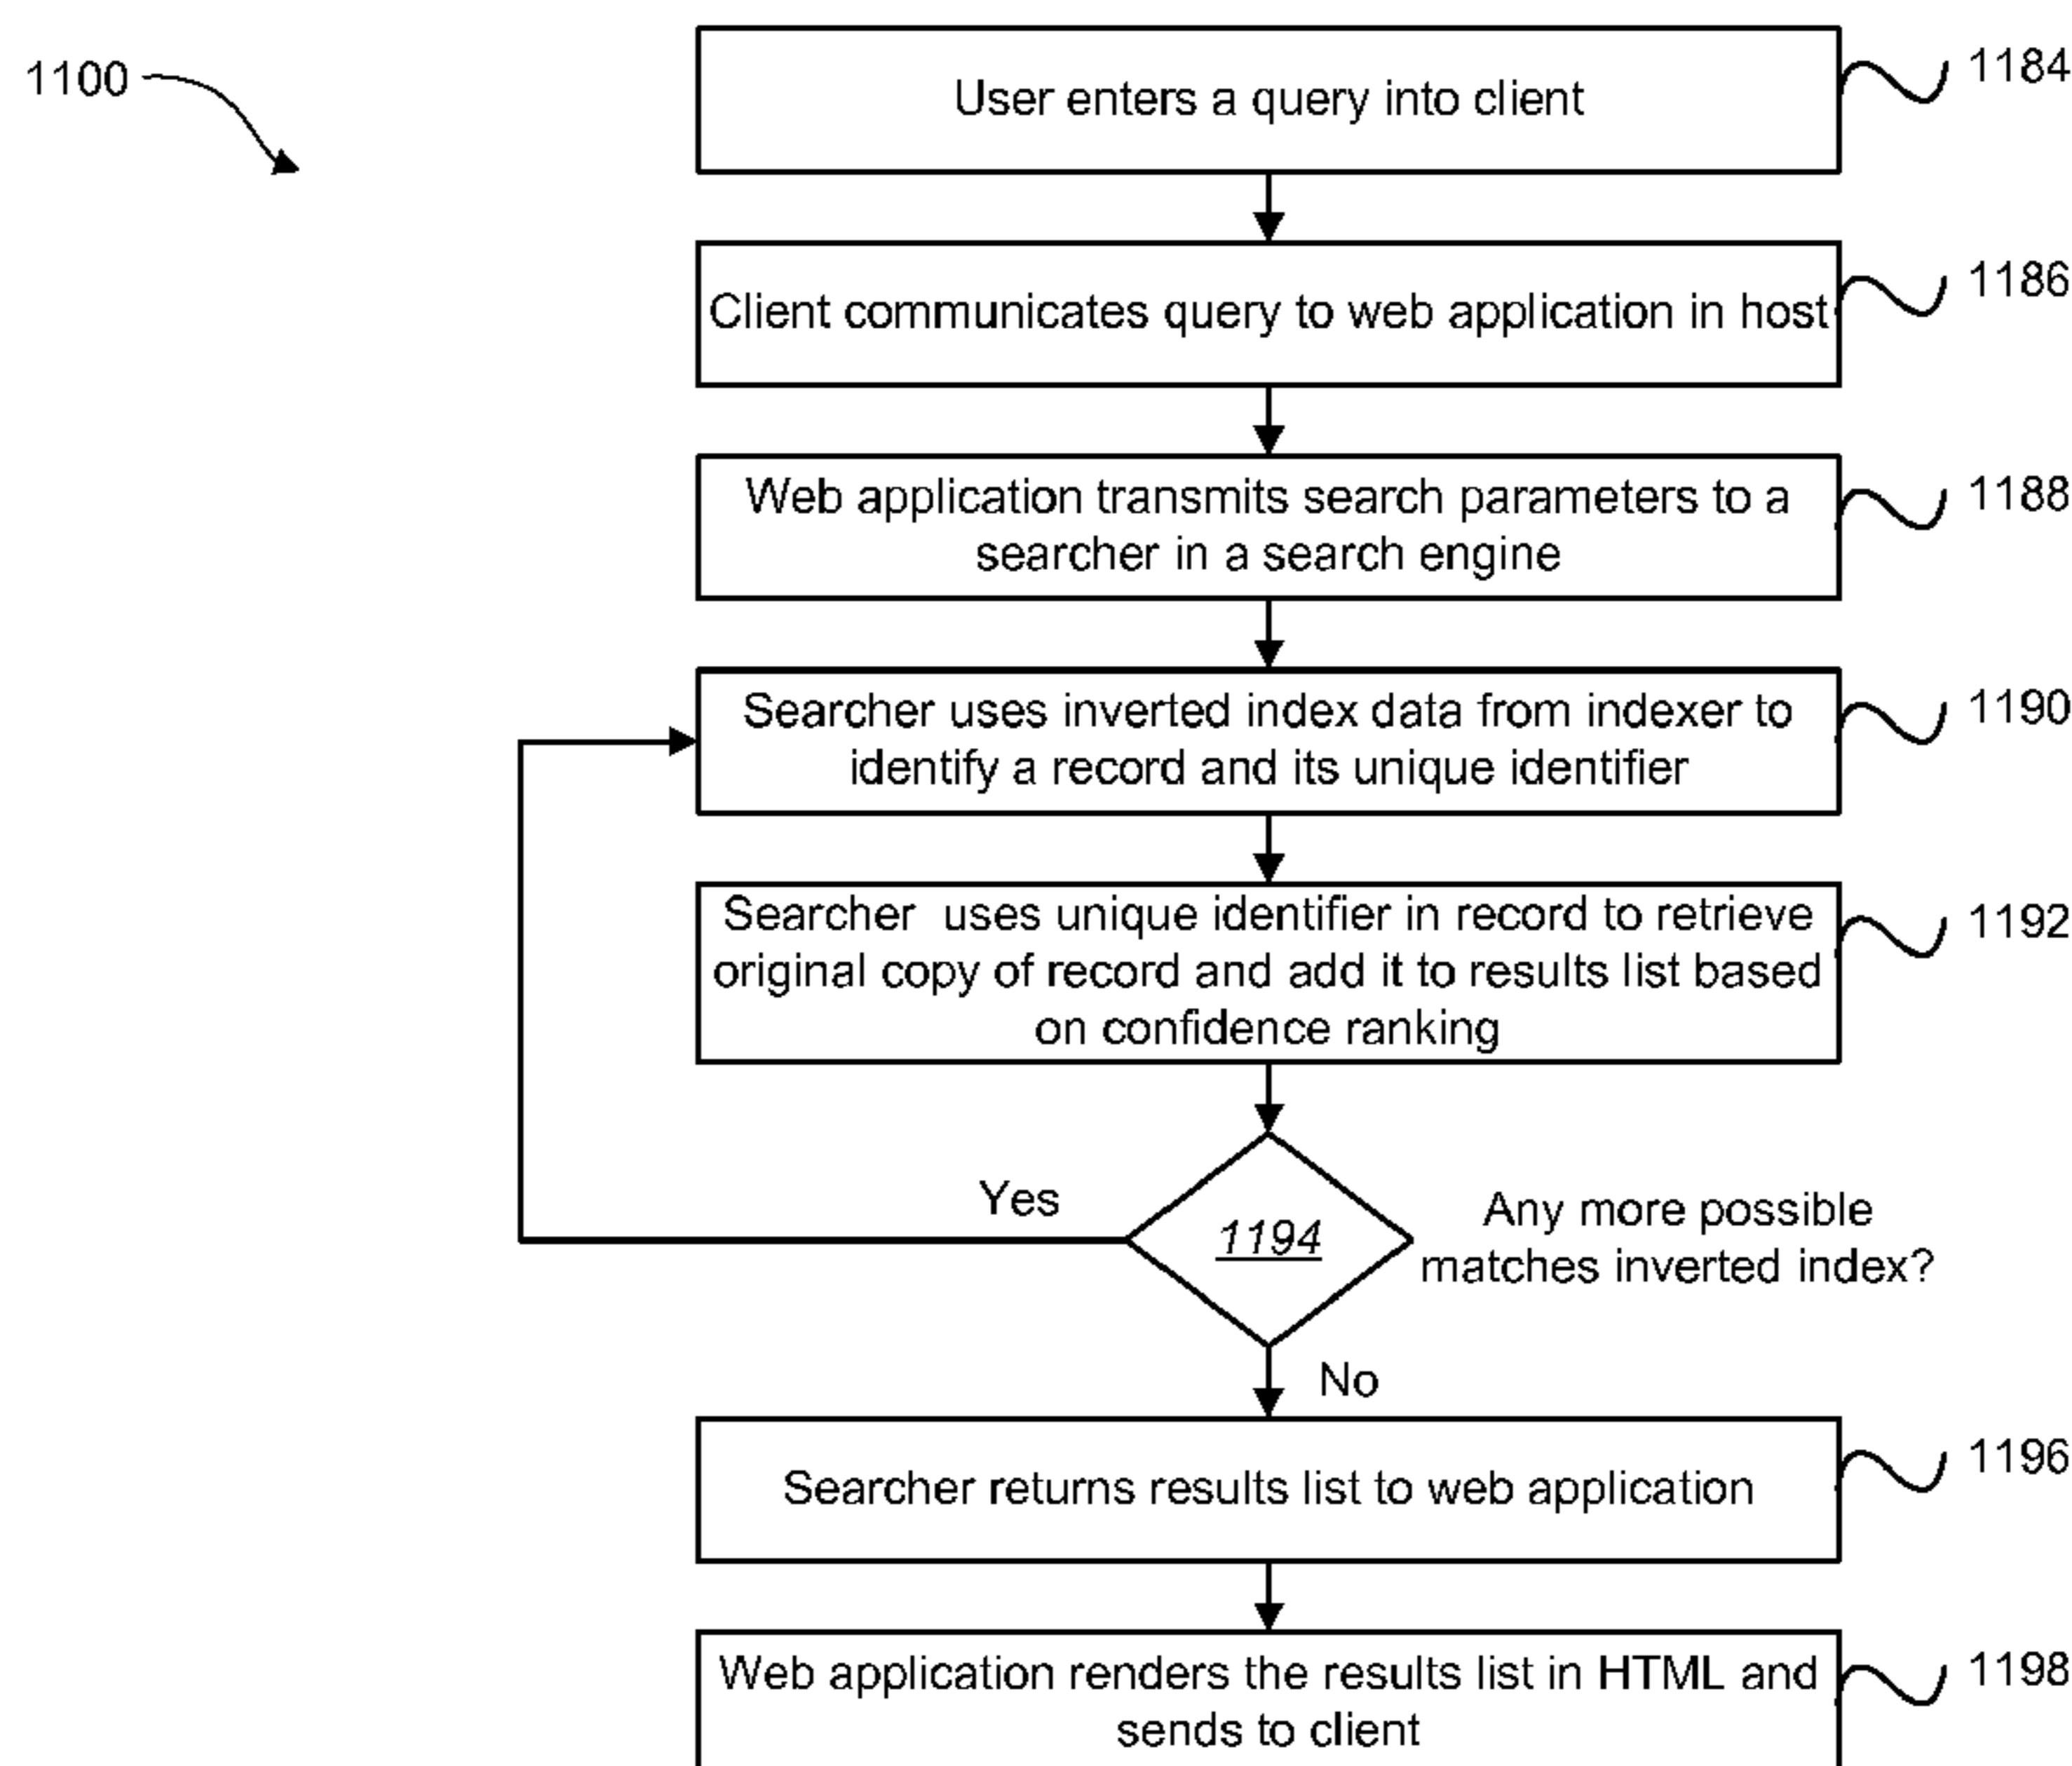 1100
User enters a query into client
1184
Client communicates query to web application in host
1186
Web application transmits search parameters to a
searcher in a search engine
1188
Searcher uses inverted index data from indexer to
identify a record and its unique identifier
1190
Searcher uses unique identifier in record to retrieve
original copy of record and add it to results list based
on confidence ranking
1192
Yes
1194
Any more possible
matches inverted index?
No
Searcher returns results list to web application
1196
Web application renders the results list in HTML and
sends to client
1198